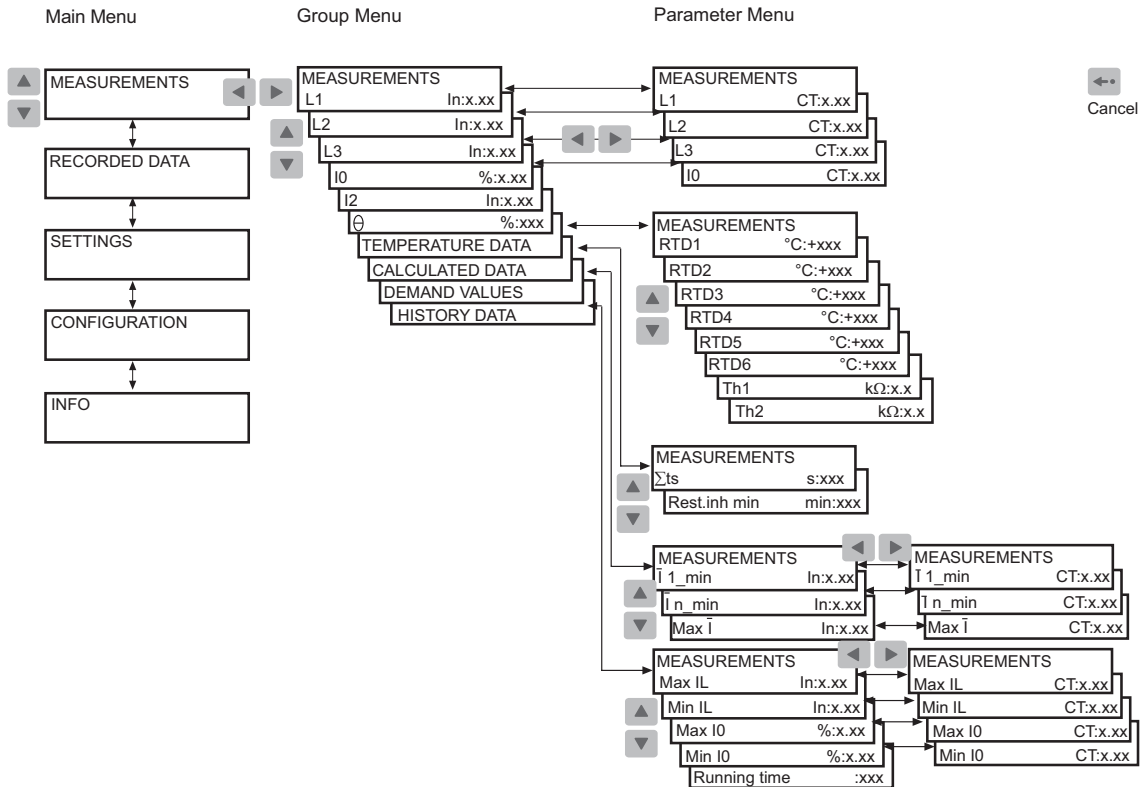 Main Menu
Group Menu
Parameter Menu
Cancel
MEASUREMENTS
RECORDED DATA
SETTINGS
CONFIGURATION
INFO
MEASUREMENTS
L1 In:x.xx
L2 In:x.xx
L3 In:x.xx
I0 %:x.xx
I2 In:x.xx
θ %:xxx
TEMPERATURE DATA
CALCULATED DATA
DEMAND VALUES
HISTORY DATA
MEASUREMENTS
L1 CT:x.xx
L2 CT:x.xx
L3 CT:x.xx
I0 CT:x.xx
MEASUREMENTS
RTD1 °C:+xxx
RTD2 °C:+xxx
RTD3 °C:+xxx
RTD4 °C:+xxx
RTD5 °C:+xxx
RTD6 °C:+xxx
Th1 kΩ:x.x
Th2 kΩ:x.x
MEASUREMENTS
∑ts s:xxx
Rest.inh min min:xxx
MEASUREMENTS
Ī 1_min In:x.xx
Ī n_min In:x.xx
Max Ī In:x.xx
MEASUREMENTS
Ī 1_min CT:x.xx
Ī n_min CT:x.xx
Max Ī CT:x.xx
MEASUREMENTS
Max IL In:x.xx
Min IL In:x.xx
Max I0 %:x.xx
Min I0 %:x.xx
Running time :xxx
MEASUREMENTS
Max IL CT:x.xx
Min IL CT:x.xx
Max I0 CT:x.xx
Min I0 CT:x.xx